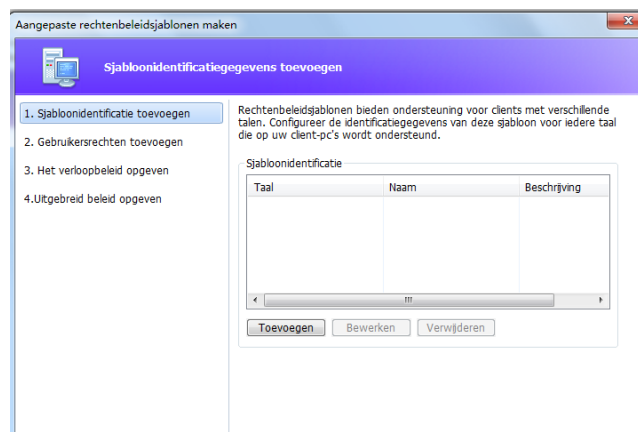 Aangepaste rechtenbeleidsjablonen maken
Sjabloonidentificatiegegevens toevoegen
1. Sjabloonidentificatie toevoegen
2. Gebruikersrechten toevoegen
3. Het verloopbeleid opgeven
4.Uitgebreid beleid opgeven
Rechtenbeleidsjablonen bieden ondersteuning voor clients met verschillende
talen. Configureer de identificatiegegevens van deze sjabloon voor iedere taal
die op uw client-pc's wordt ondersteund.
Sjabloonidentificatie
Taal Naam Beschrijving
Toevoegen Bewerken Verwijderen